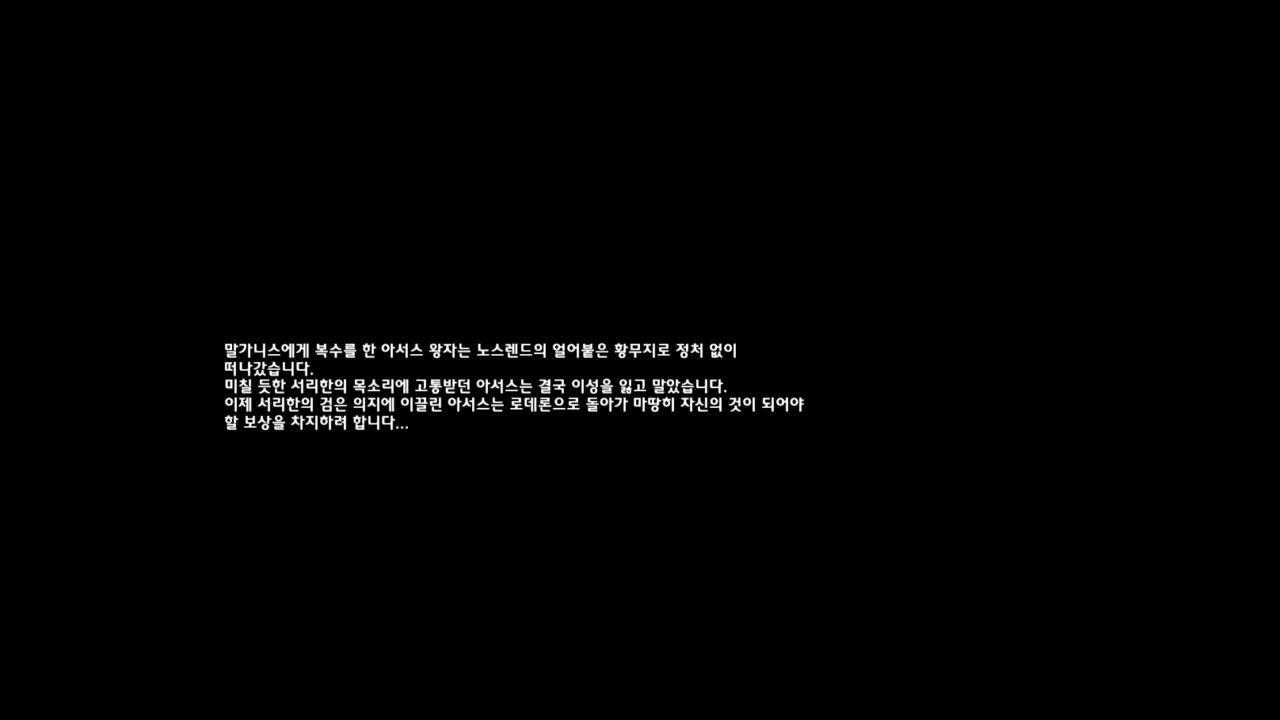 말가니스에게 복수를 한 아서스 왕자는 노스렌드의 얼어붙은 황무지로 정처 없이
떠나갔습니다.
미칠 듯한 서리한의 목소리에 고통받던 아서스는 결국 이성을 잃고 말았습니다.
이제 서리한의 검은 의지에 이끌린 아서스는 로데론으로 돌아가 마땅히 자신의 것이 되어야
할 보상을 차지하려 합니다...